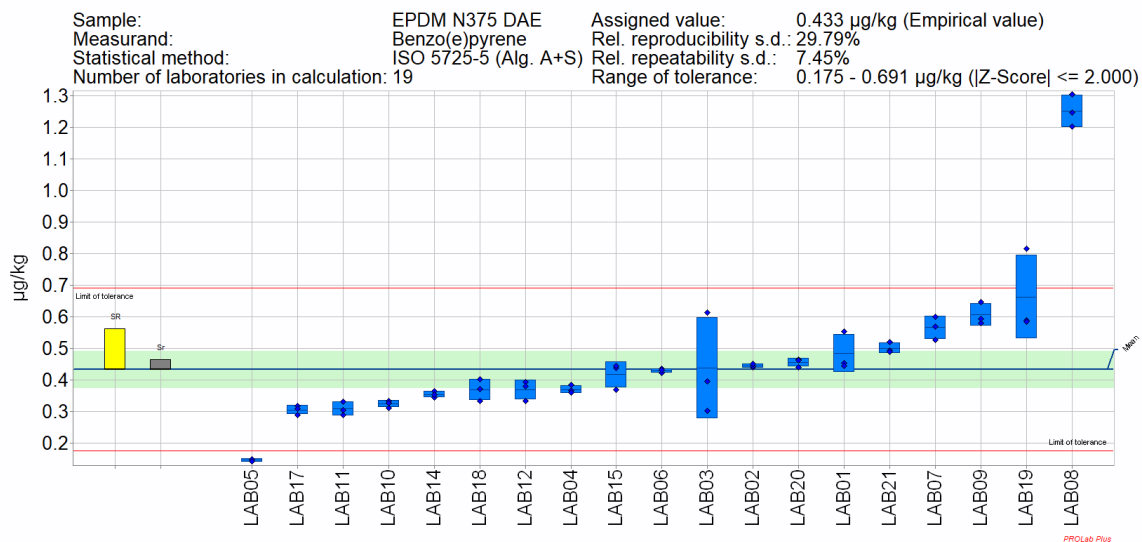 Sample: EPDM N375 DAE Assigned value: 0.433 µg/kg (Empirical value)
Measurand: Benzo(e)pyrene Rel. reproducibility s.d.: 29.79%
Statistical method: ISO 5725-5 (Alg. A+S) Rel. repeatability s.d.: 7.45%
Number of laboratories in calculation: 19 Range of tolerance: 0.175 - 0.691 µg/kg (|Z-Score| <= 2.000)
1.3
1.2
1.1
1.0
0.9
0.8
0.7
0.6
0.5
0.4
0.3
0.2
µg/kg
Limit of tolerance
SR
Sr
Mean
Limit of tolerance
LAB05
LAB17
LAB11
LAB10
LAB14
LAB18
LAB12
LAB04
LAB15
LAB06
LAB03
LAB02
LAB20
LAB01
LAB21
LAB07
LAB09
LAB19
LAB08
PROLab Plus